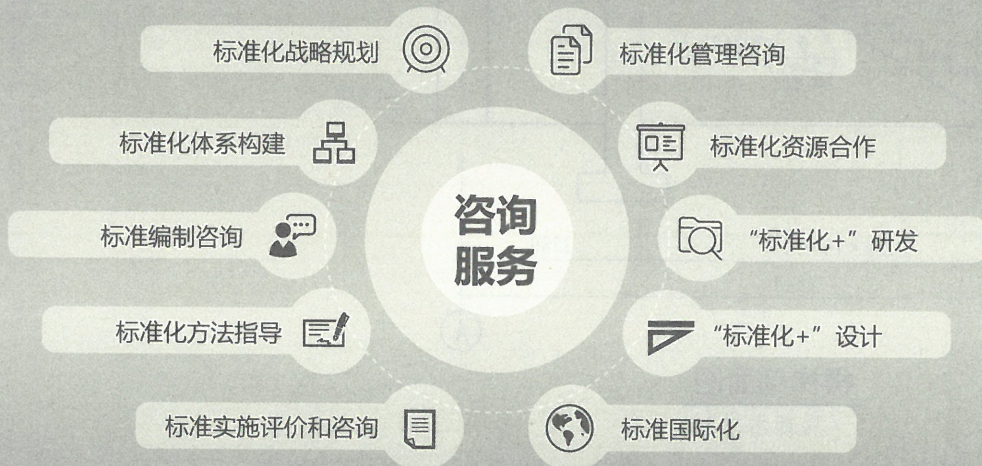 标准化战略规划
标准化体系构建
标准编制咨询
标准化方法指导
标准实施评价和咨询
咨询
服务
标准化管理咨询
标准化资源合作
“标准化+”研发
“标准化+”设计
标准国际化